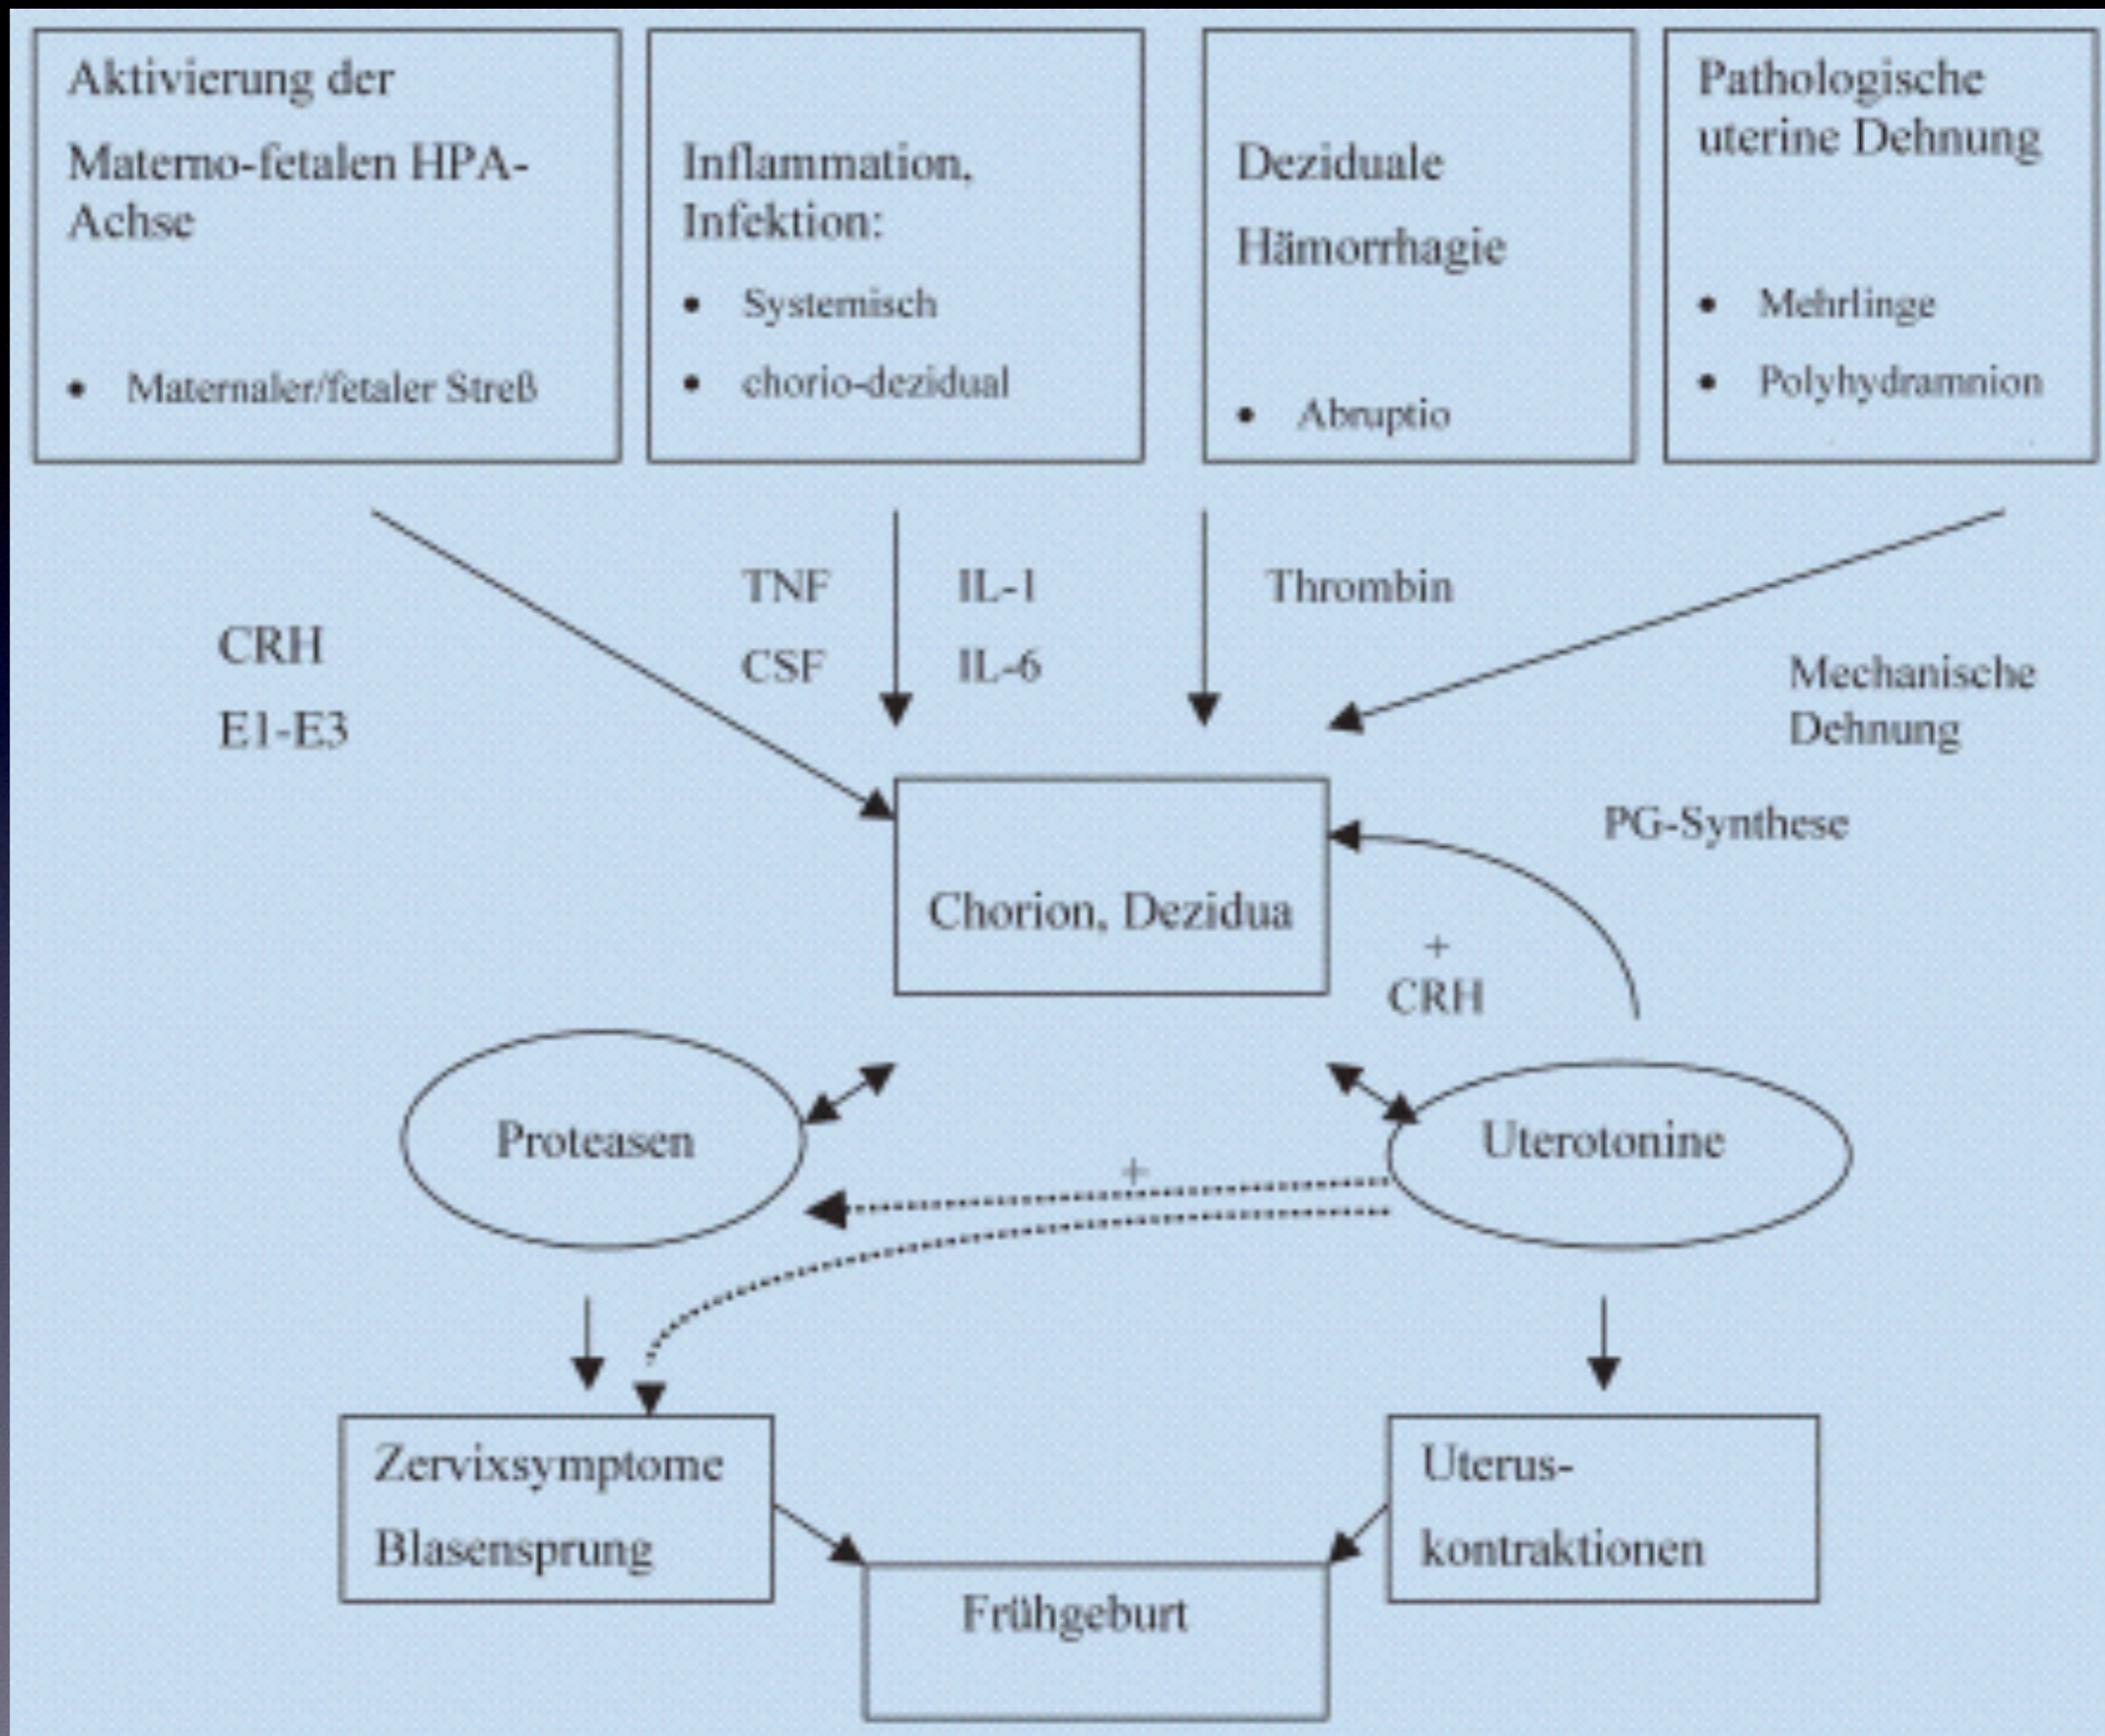 Aktivierung der
Materno-fetalen HPA-
Achse
• Maternaler/fetaler Streß
Inflammation,
Infektion:
• Systemisch
• chorio-dezidual
Deziduale
Hämorrhagie
• Abruptio
Pathologische
uterine Dehnung
• Mehrlinge
• Polyhydramnion
CRH
E1-E3
TNF
CSF
IL-1
IL-6
Thrombin
Mechanische
Dehnung
PG-Synthese
Chorion, Dezidua
+
CRH
Proteasen
+
Uterotonine
Zervixsymptome
Blasensprung
Uterus-
kontraktionen
Frühgeburt